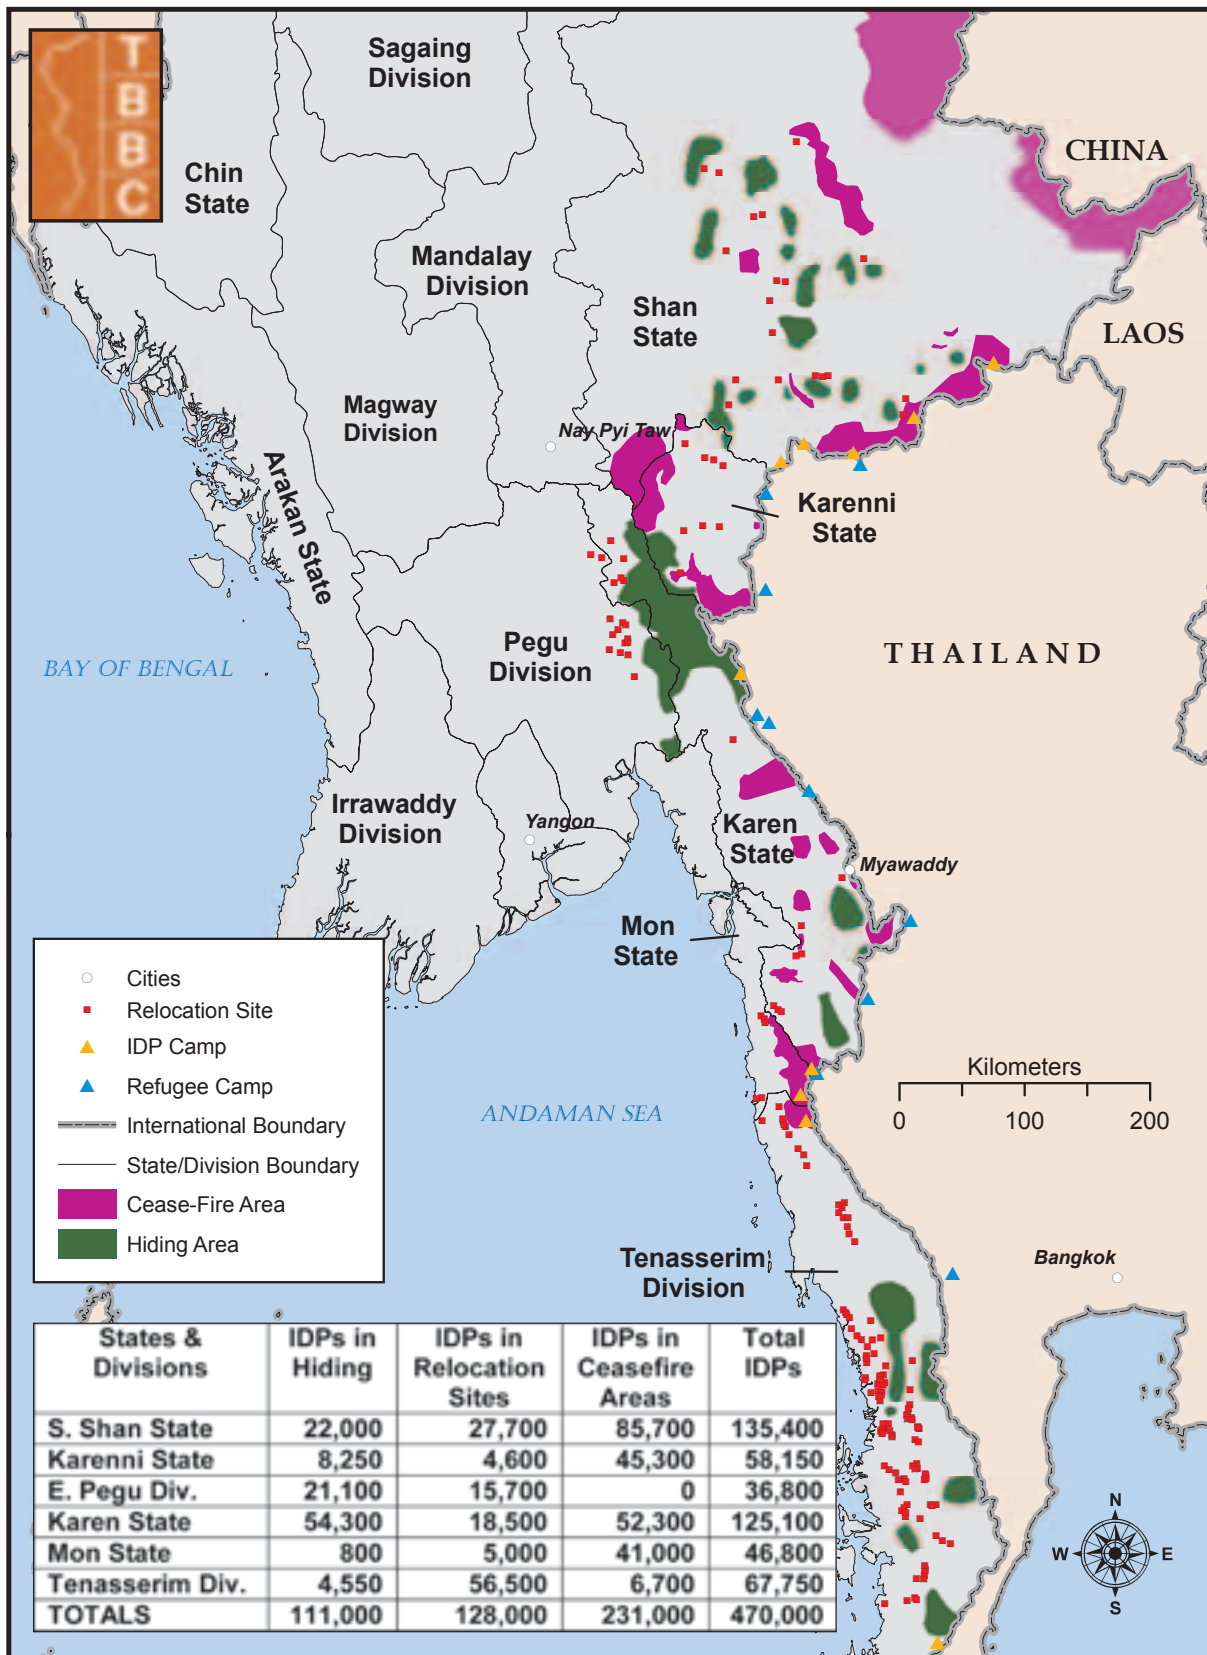 T
B
B
C
Sagaing
Division
Chin
State
CHINA
Mandalay
Division
Shan
State
LAOS
Magway
Division
Nay Pyi Taw
Arakan State
Karenni
State
Pegu
Division
THAILAND
BAY OF BENGAL
Irrawaddy
Division
Yangon
Karen
State
Myawaddy
Mon
State
Cities
Relocation Site
IDP Camp
Refugee Camp
International Boundary
State/Division Boundary
Cease-Fire Area
Hiding Area
Kilometers
0 100 200
ANDAMAN SEA
Tenasserim
Division
Bangkok
States & Divisions IDPs in Hiding IDPs in Relocation Sites IDPs in Ceasefire Areas Total IDPs
S. Shan State 22,000 27,700 85,700 135,400
Karenni State 8,250 4,600 45,300 58,150
E. Pegu Div. 21,100 15,700 0 36,800
Karen State 54,300 18,500 52,300 125,100
Mon State 800 5,000 41,000 46,800
Tenasserim Div. 4,550 56,500 6,700 67,750
TOTALS 111,000 128,000 231,000 470,000
N
W E
S